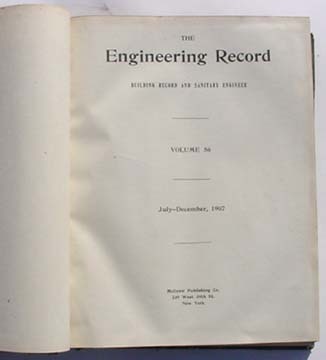 THE
Engineering Record
BUILDING RECORD AND SANITARY ENGINEER
VOLUME 56
July–December, 1907
McGraw Publishing Co.
239 West 39th St.
New York